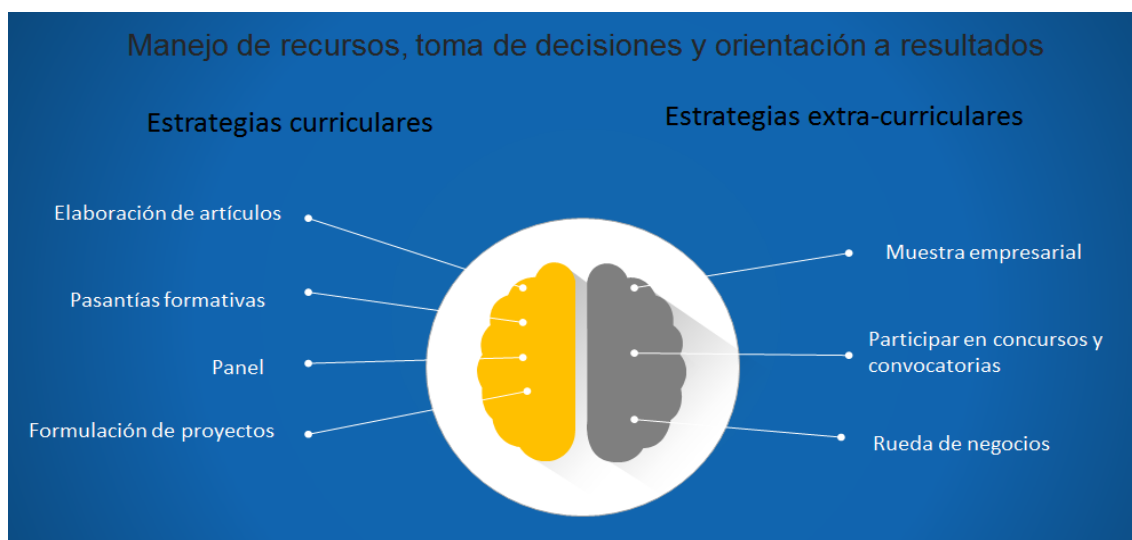 Manejo de recursos, toma de decisiones y orientación a resultados
Estrategias curriculares
Elaboración de artículos
Pasantías formativas
Panel
Formulación de proyectos
Estrategias extra-curriculares
Muestra empresarial
Participar en concursos y
convocatorias
Rueda de negocios